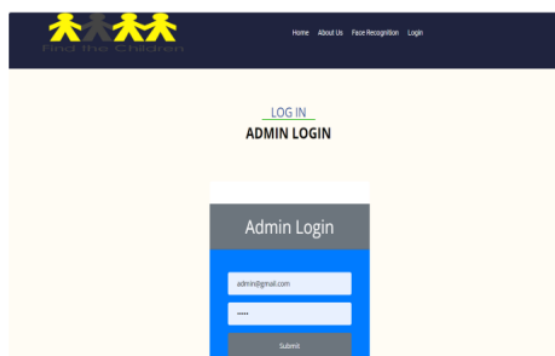 Find the Children
Home About Us Face Recognition Login
LOG IN
ADMIN LOGIN
Admin Login
admin@gmail.com
•••••
Submit